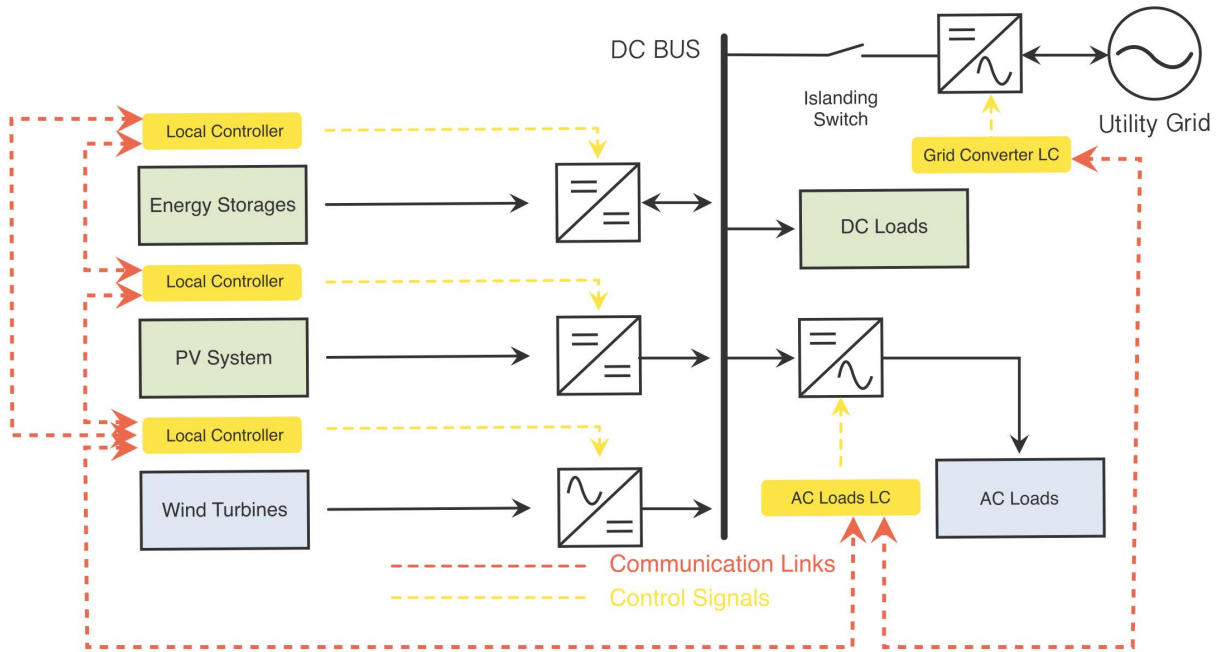 DC BUS
Islanding
Switch
Utility Grid
Local Controller
Grid Converter LC
Energy Storages
DC Loads
Local Controller
PV System
Local Controller
Wind Turbines
AC Loads LC
AC Loads
Communication Links
Control Signals